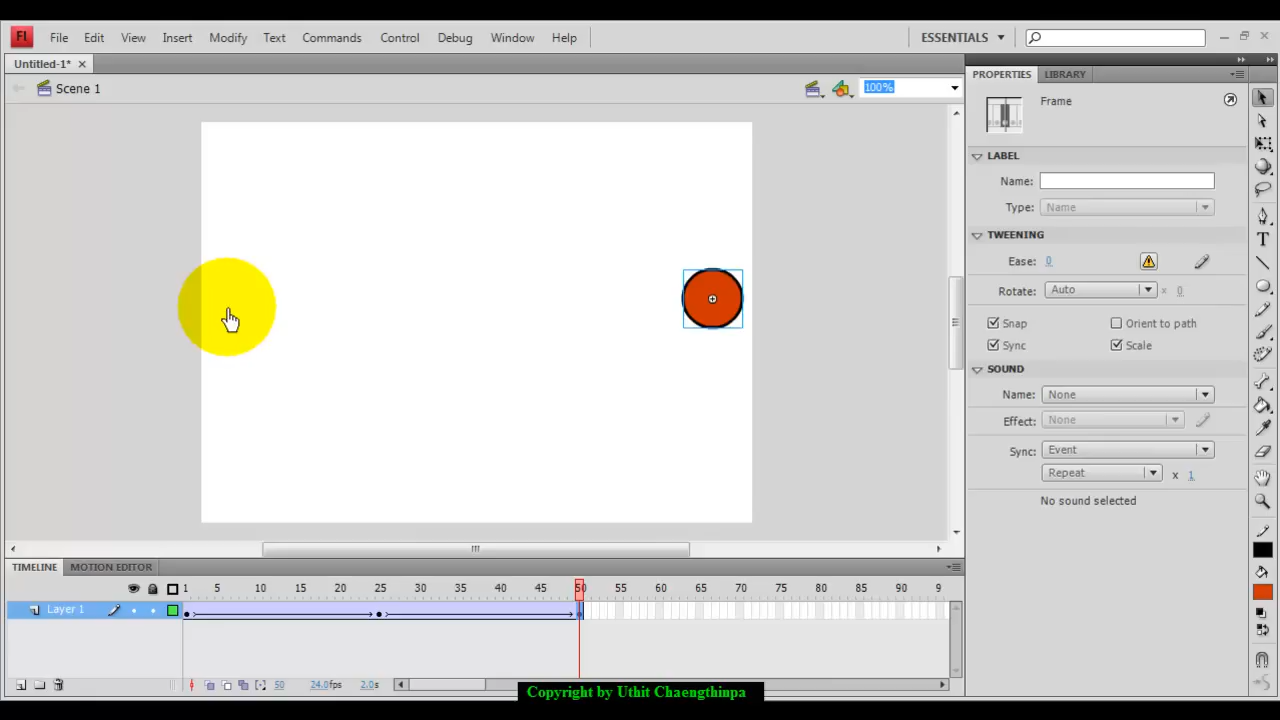 Fl File Edit View Insert Text Modify Commands Control Debug Window Help ESSENTIALS
Untitled-1*
Scene 1 100%
PROPERTIES LIBRARY
Frame
LABEL
Name:
Type: Name
TWEENING
Ease: 0
Rotate: Auto x 0
Snap Orient to path
Sync Scale
SOUND
Name: None
Effect: None
Sync: Event
Repeat x 1
No sound selected
TIMELINE MOTION EDITOR
1 5 10 15 20 25 30 35 40 45 50 55 60 65 70 75 80 85 90 9
Layer 1
50 24.0fps 2.0s
Copyright by Uthit Chaengthinpa